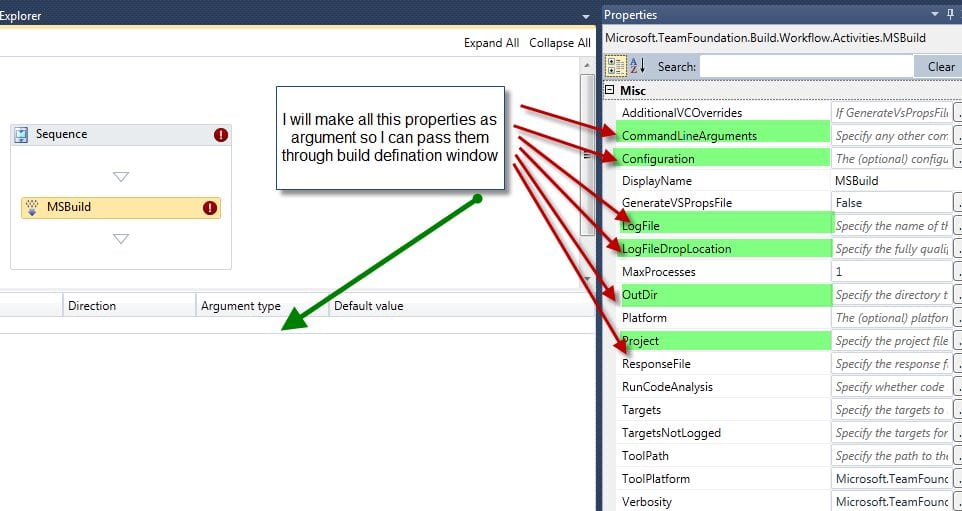 Explorer
Expand All Collapse All
Sequence
MSBuild
I will make all this properties as
argument so I can pass them
through build defination window
Direction Argument type Default value
Properties
Microsoft.TeamFoundation.Build.Workflow.Activities.MSBuild
Search: Clear
Misc
AdditionalVCOverrides If GenerateVsPropsFil
CommandLineArguments Specify any other com
Configuration The (optional) configu
DisplayName MSBuild
GenerateVSPropsFile False
LogFile Specify the name of th
LogFileDropLocation Specify the fully quali
MaxProcesses 1
OutDir Specify the directory t
Platform The (optional) platforn
Project Specify the project file
ResponseFile Specify the response f
RunCodeAnalysis Specify whether code
Targets Specify the targets to
TargetsNotLogged Specify the targets for
ToolPath Specify the path to the
ToolPlatform Microsoft.TeamFounc
Verbosity Microsoft.TeamFounc